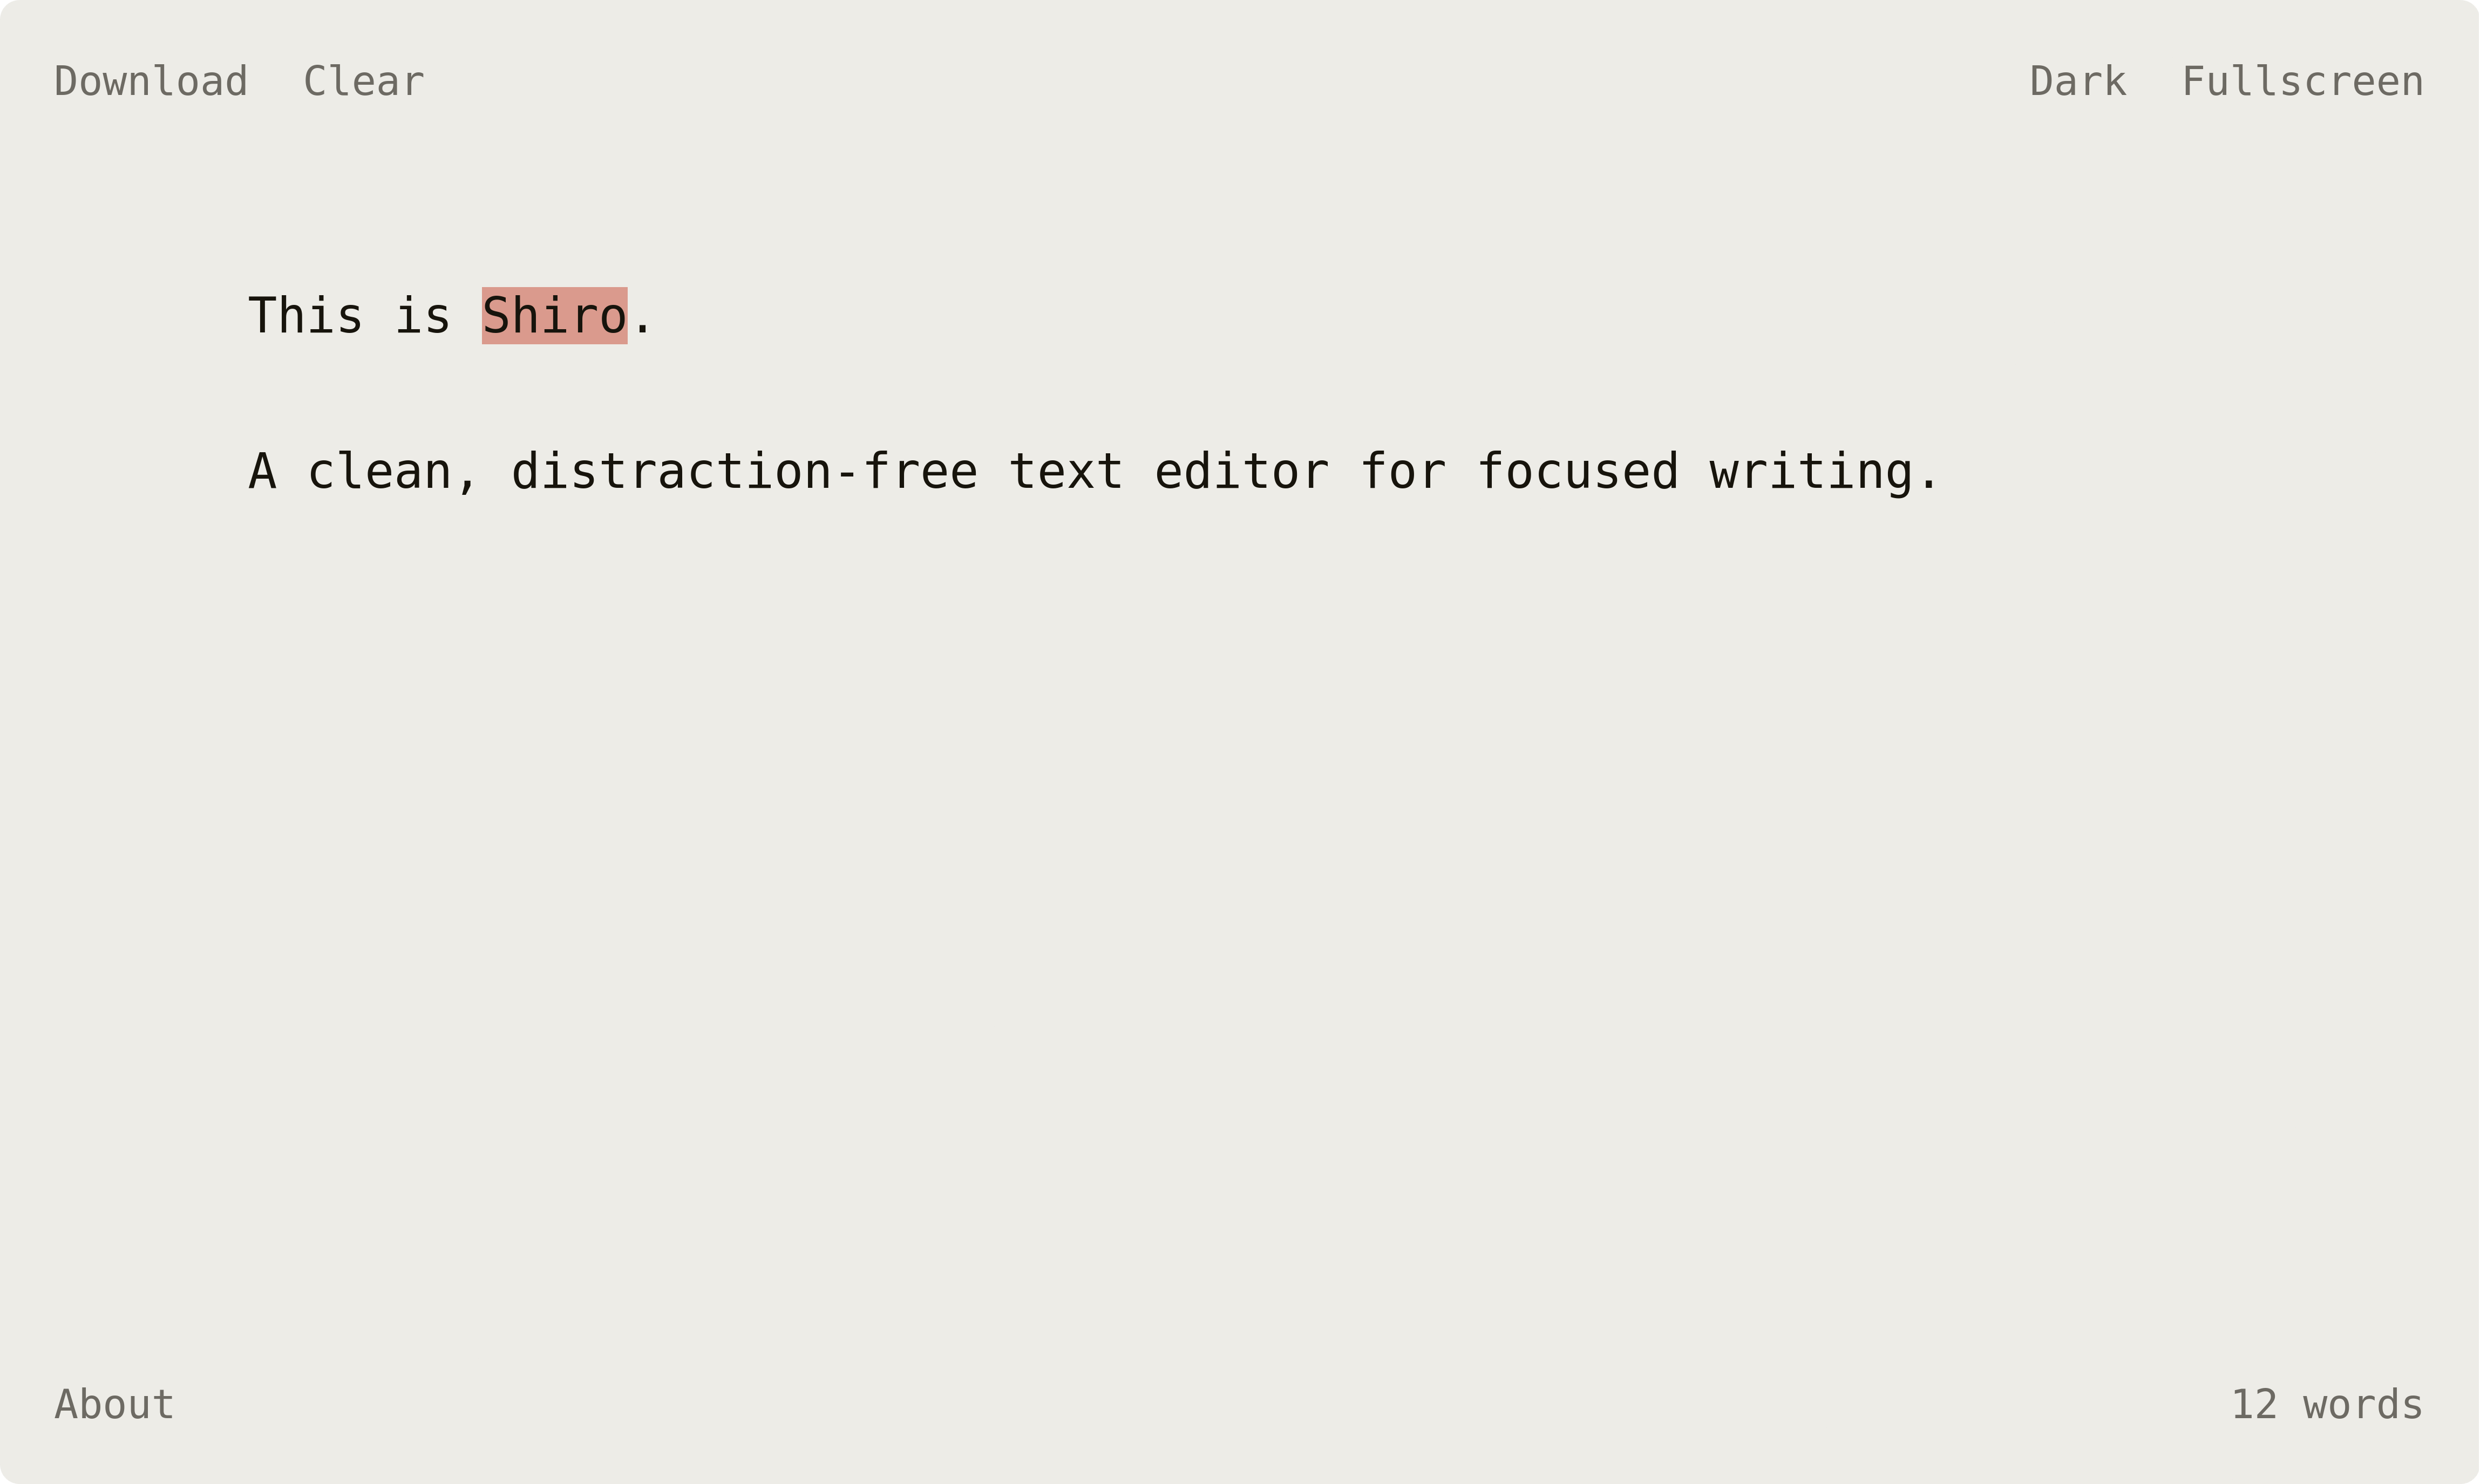 Download Clear
Dark Fullscreen
This is Shiro.
A clean, distraction-free text editor for focused writing.
About
12 words